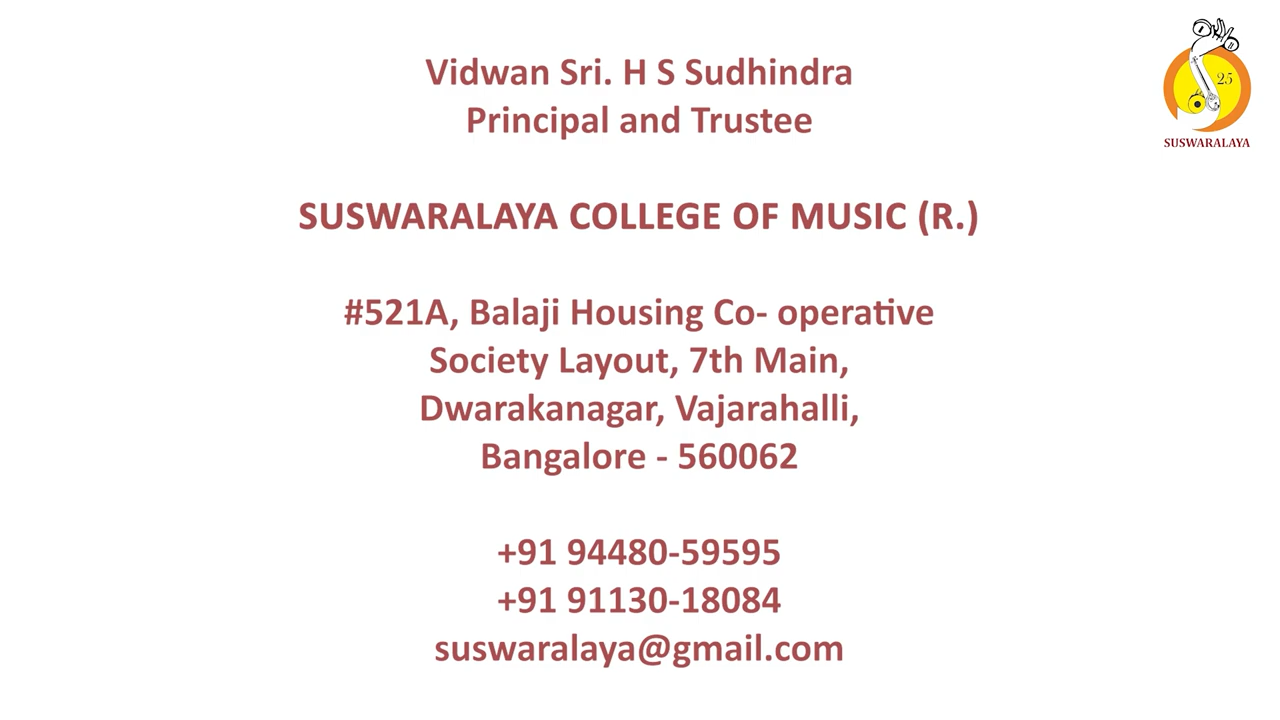 Vidwan Sri. H S Sudhindra
Principal and Trustee
SUSWARALAYA COLLEGE OF MUSIC (R.)
#521A, Balaji Housing Co- operative
Society Layout, 7th Main,
Dwarakanagar, Vajarahalli,
Bangalore - 560062
+91 94480-59595
+91 91130-18084
suswaralaya@gmail.com
25
SUSWARALAYA